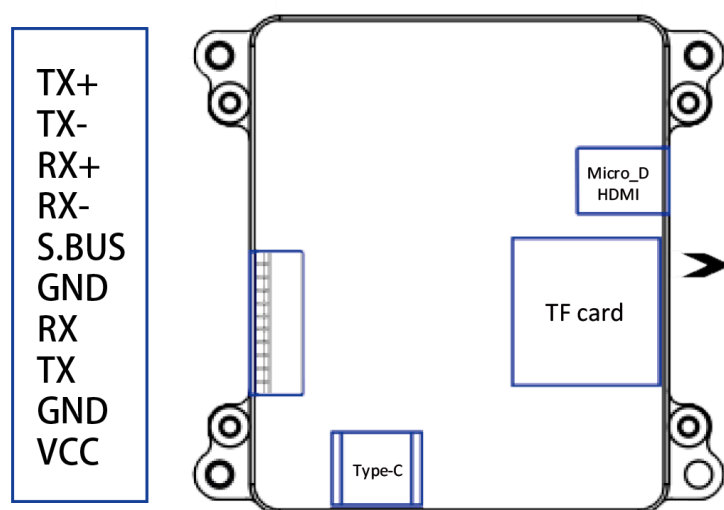 TX+
TX-
RX+
RX-
S.BUS
GND
RX
TX
GND
VCC
Micro_D
HDMI
TF card
Type-C